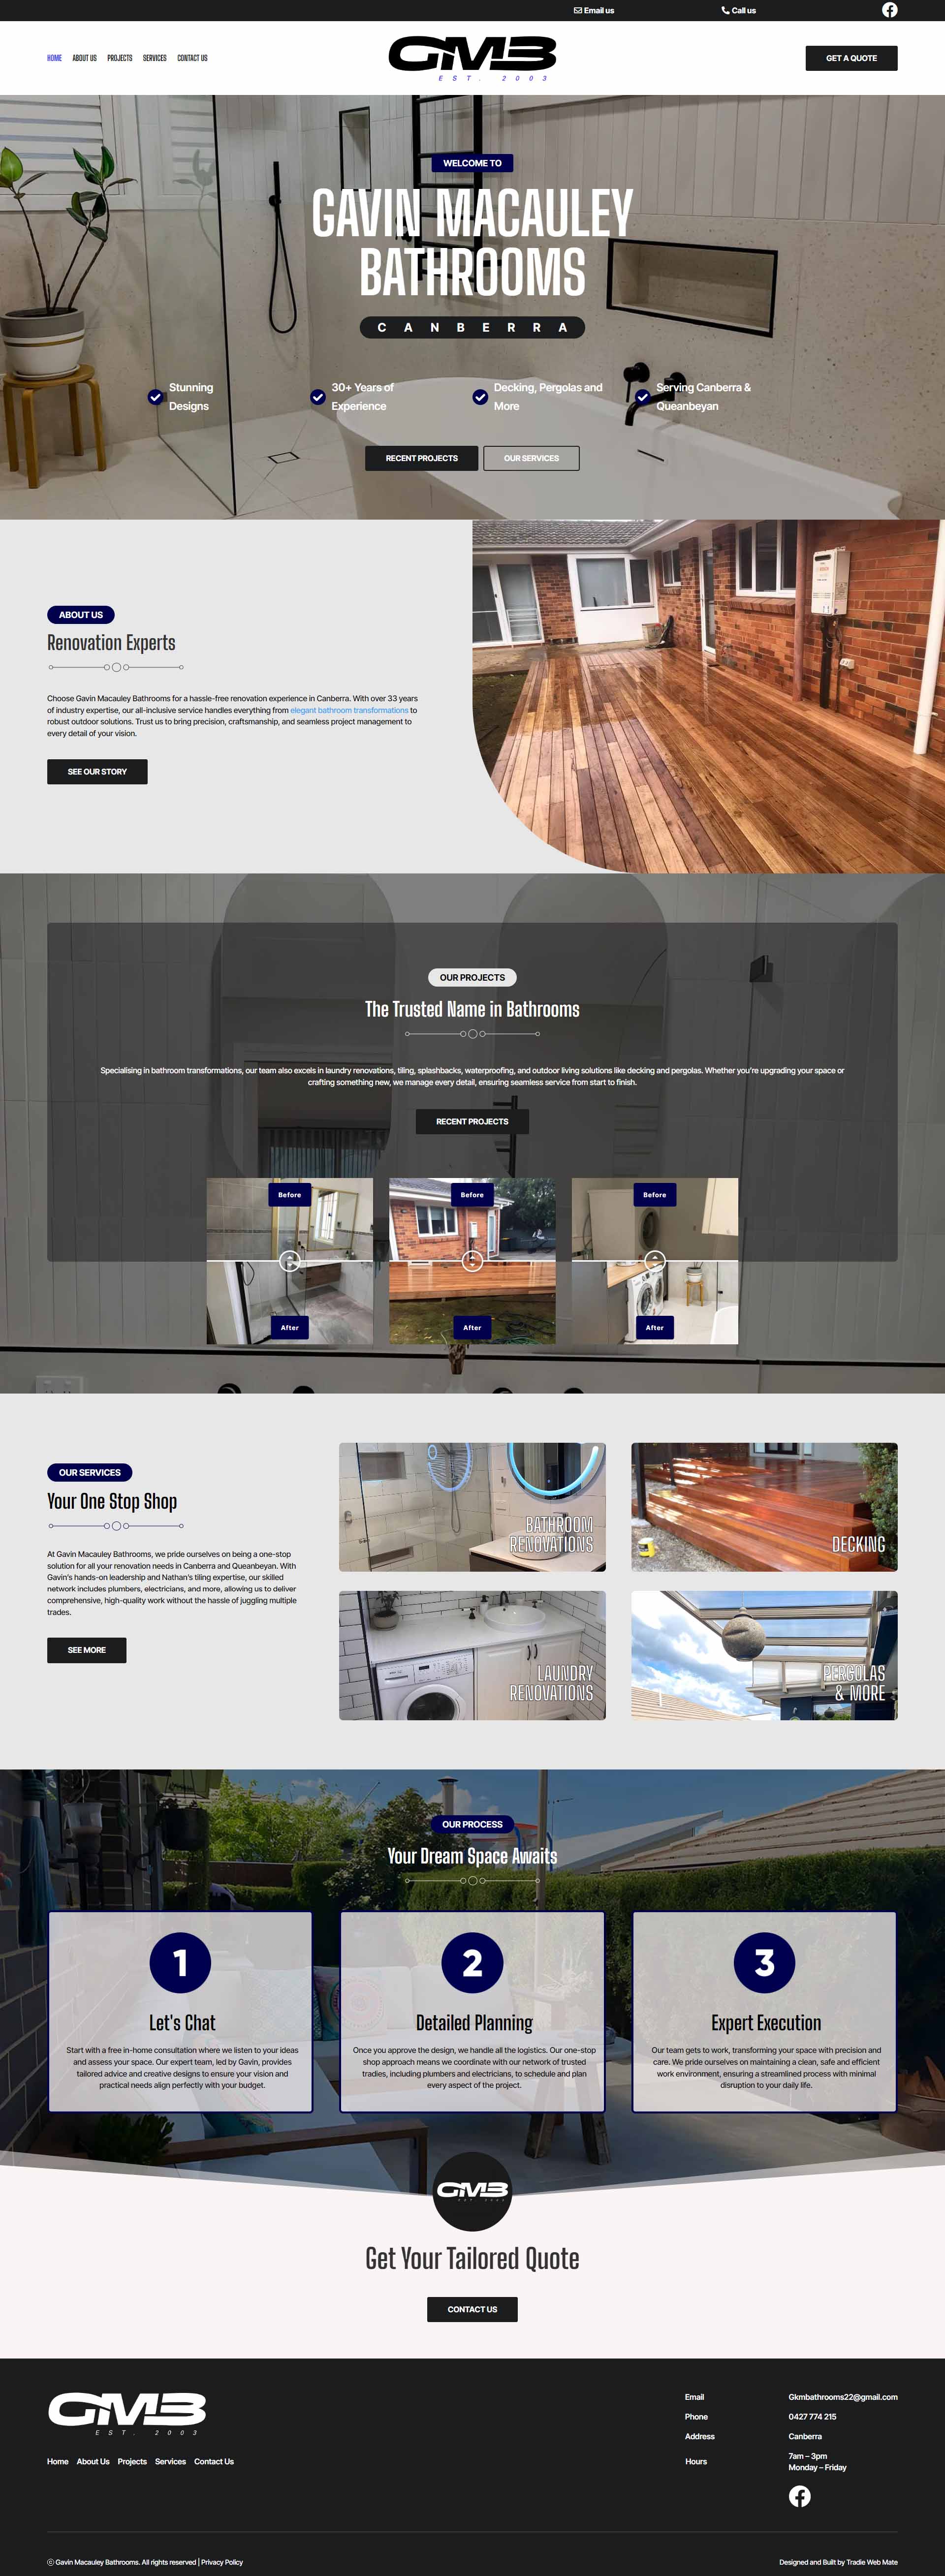 Email us
Call us
HOME ABOUT US PROJECTS SERVICES CONTACT US
GMB
EST. 2003
GET A QUOTE
WELCOME TO
GAVIN MACAULEY
BATHROOMS
CANBERRA
Stunning
Designs
30+ Years of
Experience
Decking, Pergolas and
More
Serving Canberra &
Queanbeyan
RECENT PROJECTS
OUR SERVICES
ABOUT US
Renovation Experts
Choose Gavin Macauley Bathrooms for a hassle-free renovation experience in Canberra. With over 33 years
of industry expertise, our all-inclusive service handles everything from elegant bathroom transformations to
robust outdoor solutions. Trust us to bring precision, craftsmanship, and seamless project management to
every detail of your vision.
SEE OUR STORY
OUR PROJECTS
The Trusted Name in Bathrooms
Specialising in bathroom transformations, our team also excels in laundry renovations, tiling, splashbacks, waterproofing, and outdoor living solutions like decking and pergolas. Whether you're upgrading your space or
crafting something new, we manage every detail, ensuring seamless service from start to finish.
RECENT PROJECTS
Before
Before
Before
After
After
After
OUR SERVICES
Your One Stop Shop
At Gavin Macauley Bathrooms, we pride ourselves on being a one-stop
solution for all your renovation needs in Canberra and Queanbeyan. With
Gavin's hands-on leadership and Nathan's tiling expertise, our skilled
network includes plumbers, electricians, and more, allowing us to deliver
comprehensive, high-quality work without the hassle of juggling multiple
trades.
SEE MORE
BATHROOM
RENOVATIONS
DECKING
LAUNDRY
RENOVATIONS
PERGOLAS
& MORE
OUR PROCESS
Your Dream Space Awaits
1
Let's Chat
Start with a free in-home consultation where we listen to your ideas
and assess your space. Our expert team, led by Gavin, provides
tailored advice and creative designs to ensure your vision and
practical needs align perfectly with your budget.
2
Detailed Planning
Once you approve the design, we handle all the logistics. Our one-stop
shop approach means we coordinate with our network of trusted
trades, including plumbers and electricians, to schedule and plan
every aspect of the project.
3
Expert Execution
Our team gets to work, transforming your space with precision and
care. We pride ourselves on maintaining a clean, safe and efficient
work environment, ensuring a streamlined process with minimal
disruption to your daily life.
GMB
Get Your Tailored Quote
CONTACT US
GMB
EST. 2003
Home About Us Projects Services Contact Us
Email Gkmbathrooms22@gmail.com
Phone 0427 774 215
Address Canberra
Hours 7am – 3pm
Monday – Friday
© Gavin Macauley Bathrooms. All rights reserved | Privacy Policy
Designed and Built by Tradie Web Mate